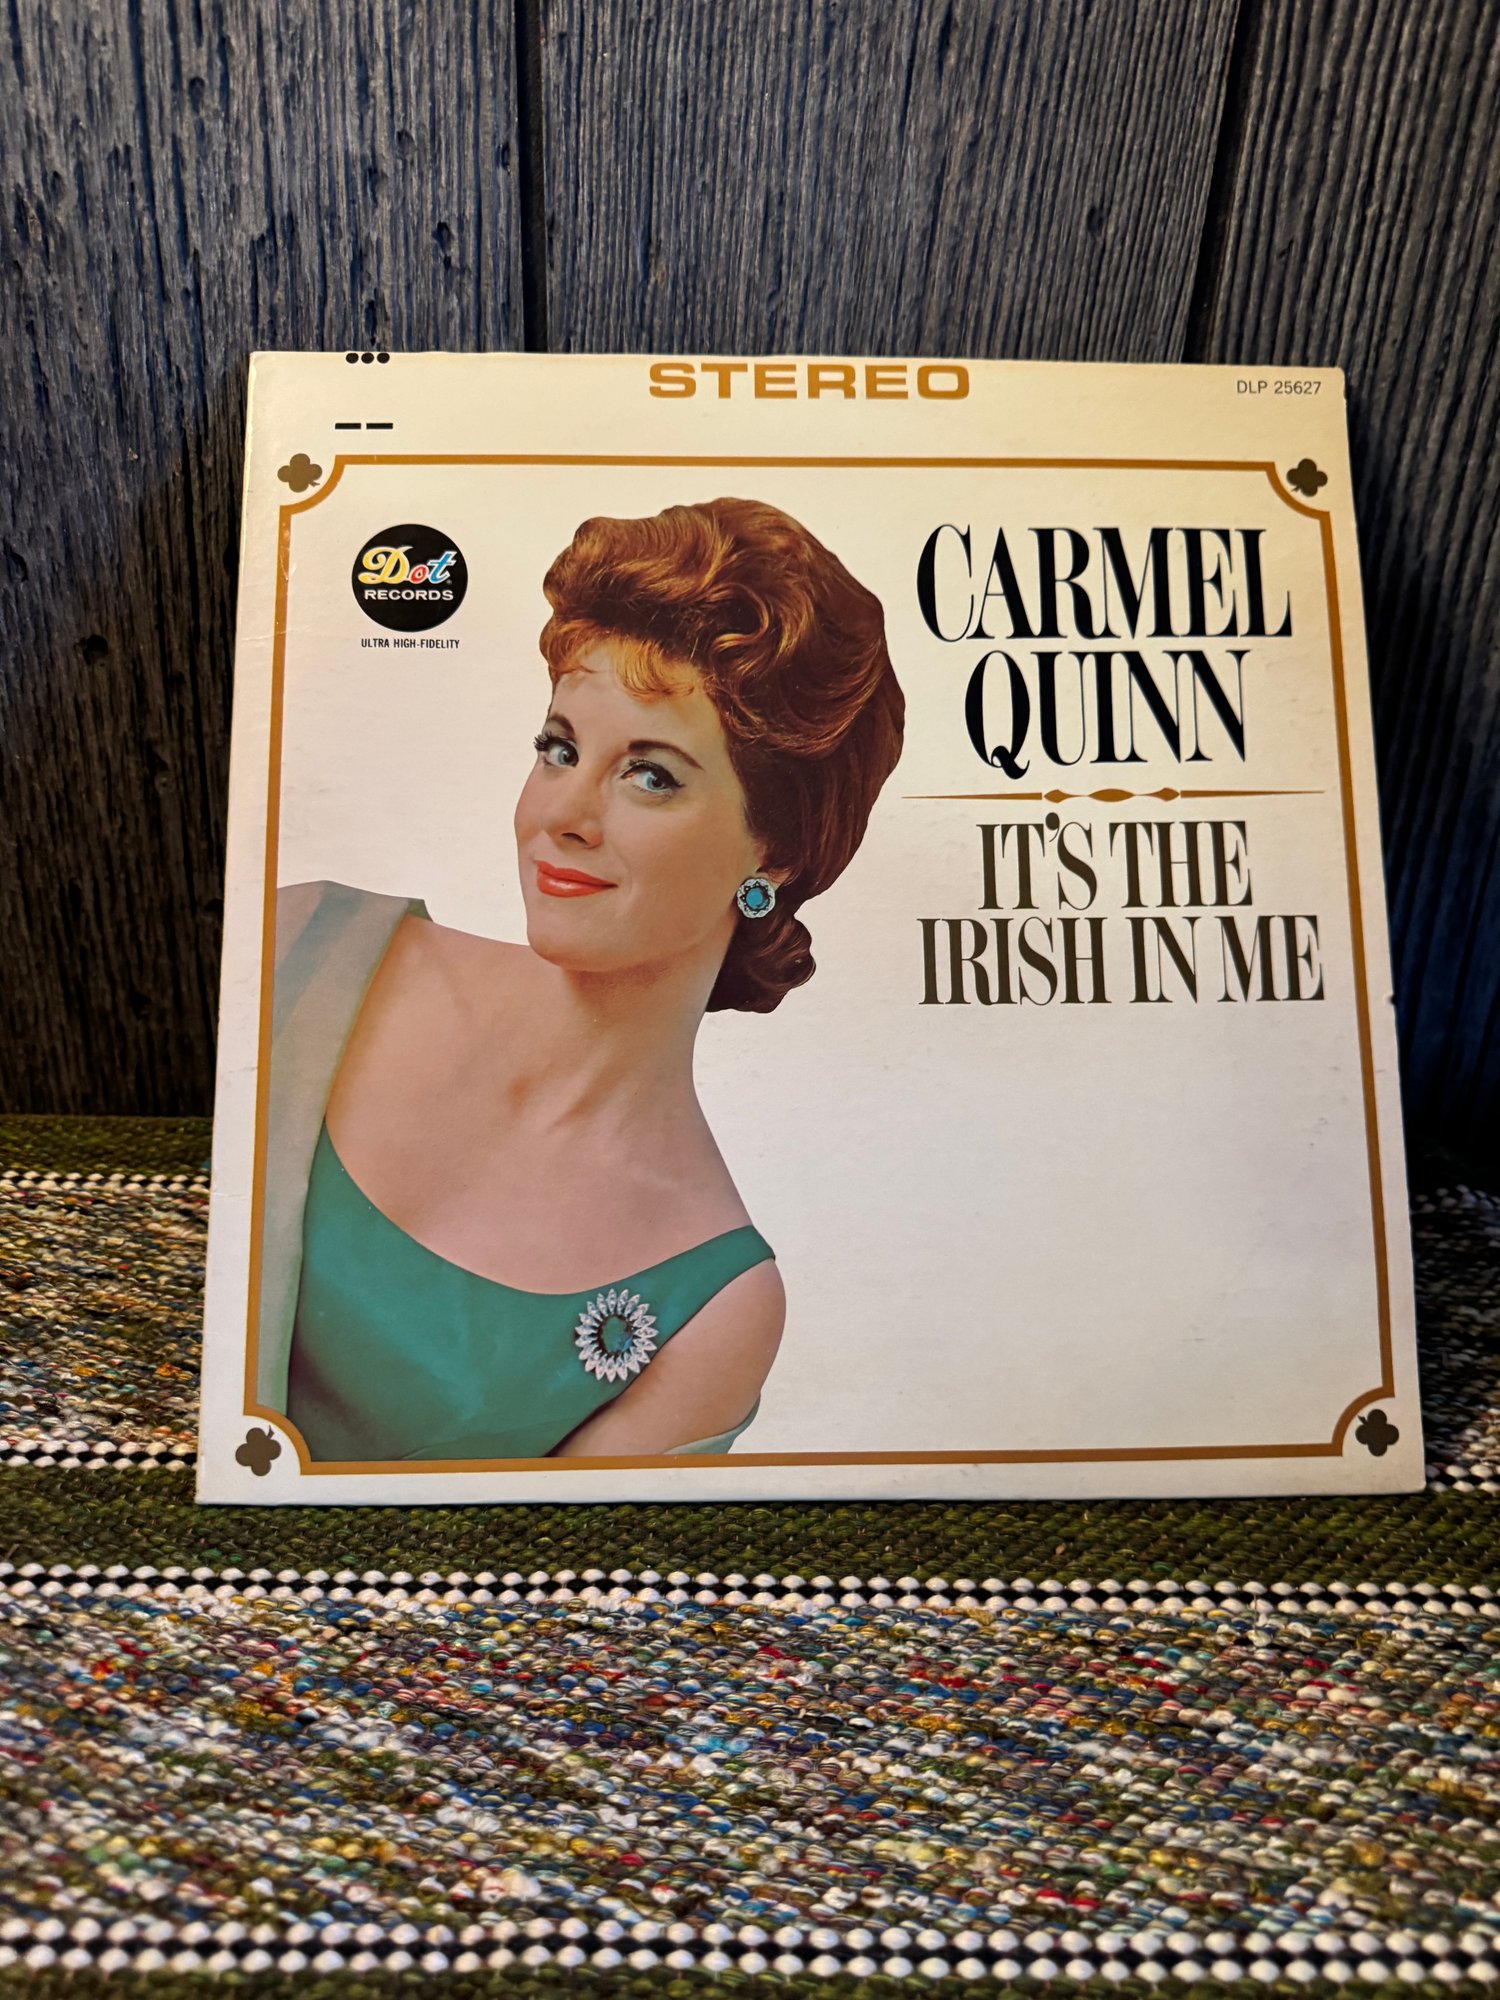 STEREO
DLP 25627
Dot
RECORDS
ULTRA HIGH-FIDELITY
CARMEL
QUINN
IT'S THE
IRISH IN ME